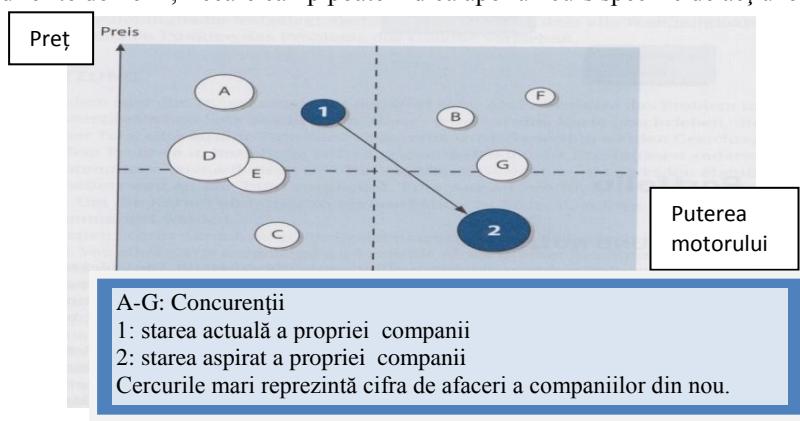 Preț
Preis
A
F
1
B
D
E
G
C
2
Puterea
motorului
A-G: Concurenţii
1: starea actuală a propriei companii
2: starea aspirat a propriei companii
Cercurile mari reprezintă cifra de afaceri a companiilor din nou.